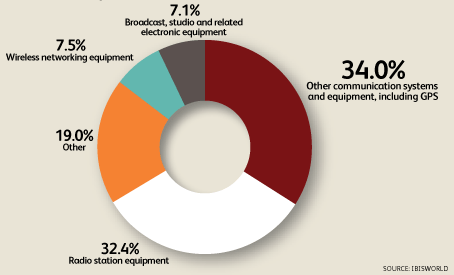 7.1%
Broadcast, studio and related
electronic equipment
7.5%
Wireless networking equipment
34.0%
Other communication systems
and equipment, including GPS
19.0%
Other
32.4%
Radio station equipment
SOURCE: IBISWORLD